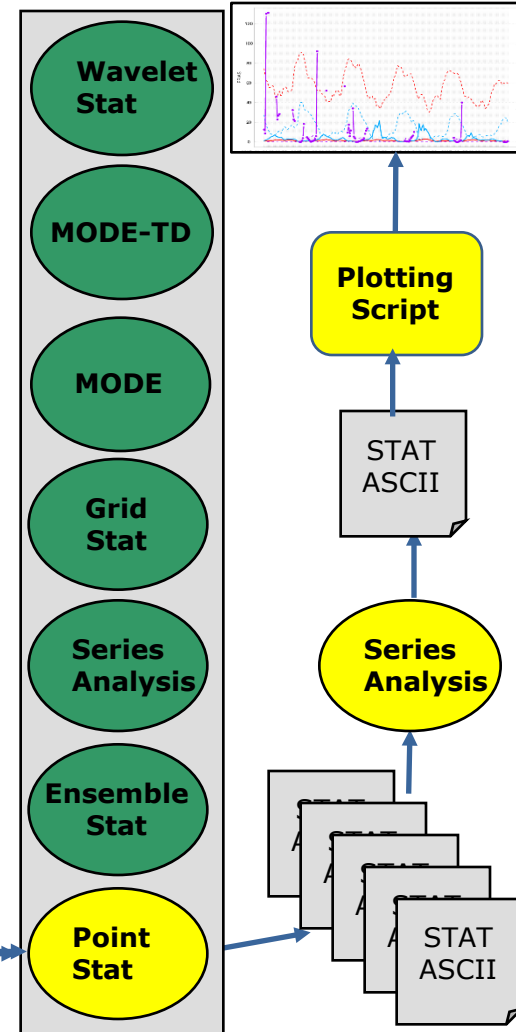 Wavelet
Stat
MODE-TD
MODE
Grid
Stat
Series
Analysis
Ensemble
Stat
Point
Stat
Plotting
Script
STAT
ASCII
Series
Analysis
STAT
ASCII